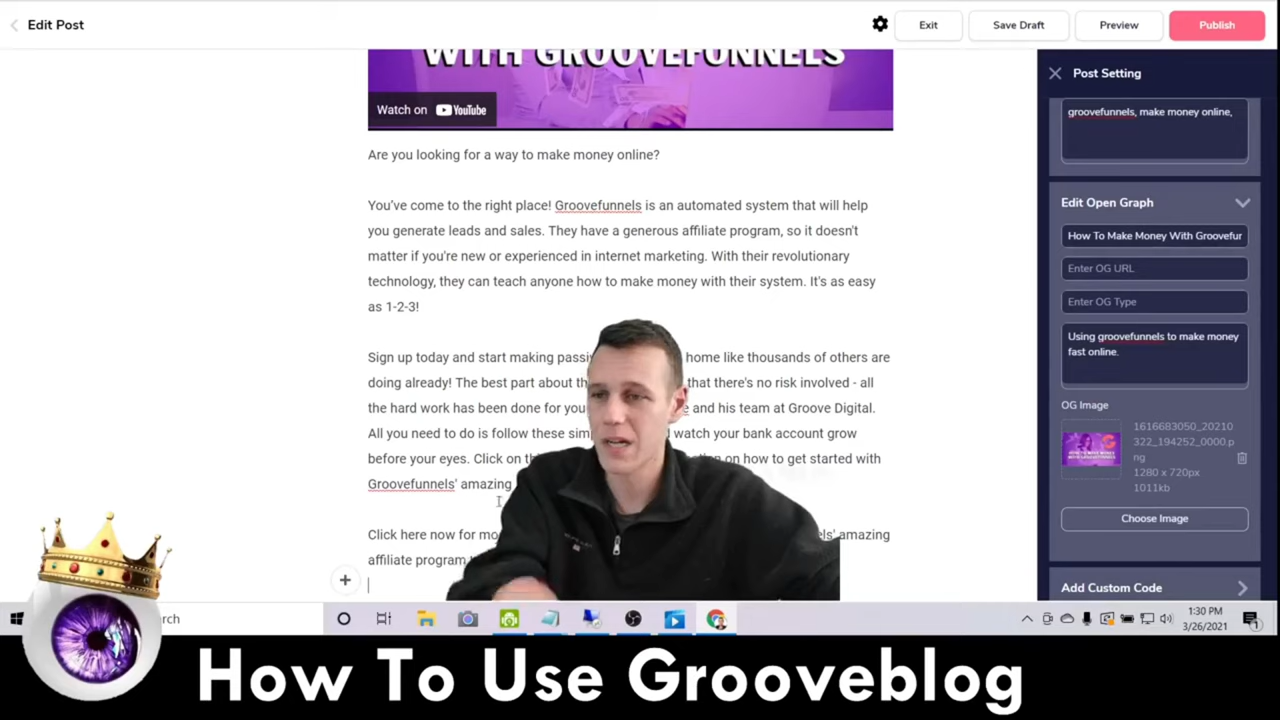 Edit Post
Exit
Save Draft
Preview
Publish
WITH GROOVEFUNNELS
Watch on YouTube
Are you looking for a way to make money online?
You've come to the right place! Groovefunnels is an automated system that will help
you generate leads and sales. They have a generous affiliate program, so it doesn't
matter if you're new or experienced in internet marketing. With their revolutionary
technology, they can teach anyone how to make money with their system. It's as easy
as 1-2-3!
Sign up today and start making home like thousands of others are
doing already! The best part about that there's no risk involved - all
the hard work has been done for you and his team at Groove Digital.
All you need to do is follow these watch your bank account grow
before your eyes. Click on on how to get started with
Groovefunnels' amazing
Click here now for amazing
affiliate program
Post Setting
groovefunnels, make money online,
Edit Open Graph
How To Make Money With Groovefur
Enter OG URL
Enter OG Type
Using groovefunnels to make money
fast online.
OG Image
1616683050_20210
322_194252_0000.p
ng
1280 x 720px
1011kb
Choose Image
Add Custom Code
rch
1:30 PM
3/26/2021
How To Use Grooveblog